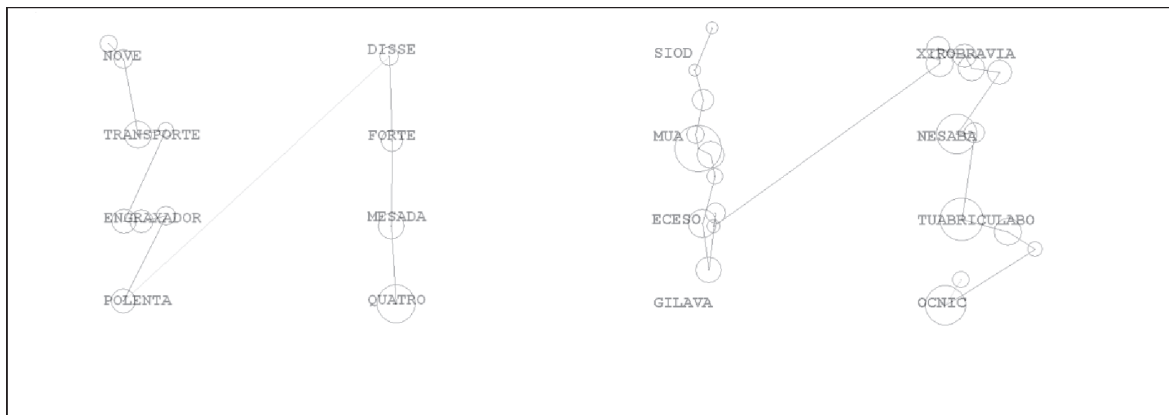 NOVE
TRANSPORTE
ENGRAXADOR
POLENTA
DISSE
FORTE
MESADA
QUATRO
SIOD
MUA
ECESO
GILAVA
XIROBRAVIA
NESABA
TUABRICULABO
OCNIC